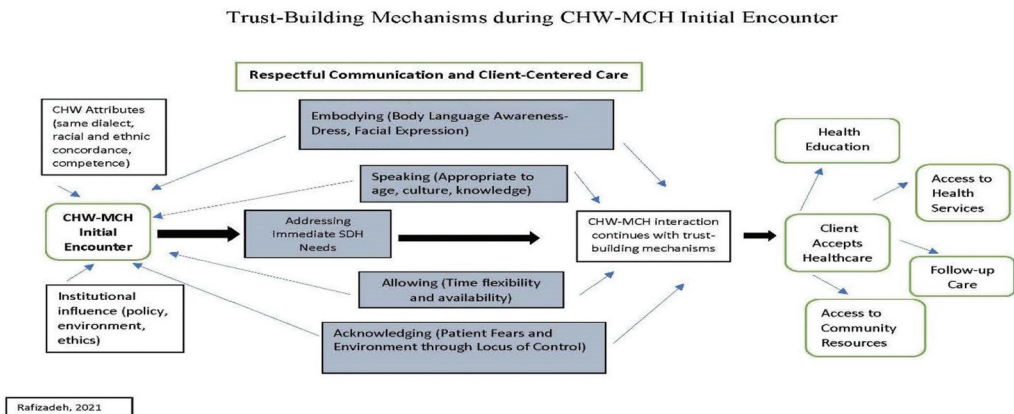 Trust-Building Mechanisms during CHW-MCH Initial Encounter
Respectful Communication and Client-Centered Care
CHW Attributes
(same dialect,
racial and ethnic
concordance,
competence)
Embodying (Body Language Awareness-
Dress, Facial Expression)
Speaking (Appropriate to
age, culture, knowledge)
CHW-MCH
Initial
Encounter
Addressing
Immediate SDH
Needs
CHW-MCH interaction
continues with trust-
building mechanisms
Allowing (Time flexibility
and availability)
Institutional
influence (policy,
environment,
ethics)
Acknowledging (Patient Fears and
Environment through Locus of Control)
Health
Education
Access to
Health
Services
Client
Accepts
Healthcare
Follow-up
Care
Access to
Community
Resources
Rafizadeh, 2021